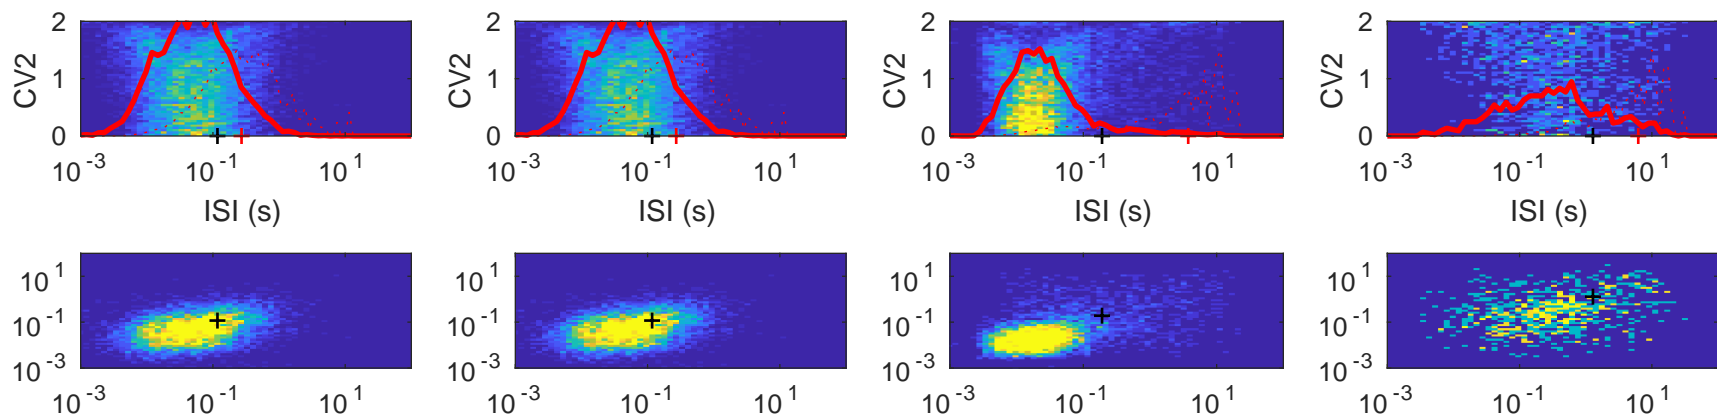 2 2 2 2
CV2 CV2 CV2 CV2
1 1 1 1
0 0 0 0
10^-3 10^-1 10^1 10^-3 10^-1 10^1 10^-3 10^-1 10^1 10^-1 10^1
ISI (s) ISI (s) ISI (s) ISI (s)
10^1 10^1 10^1 10^1
10^-1 10^-1 10^-1 10^-1
10^-3 10^-3 10^-3 10^-3
10^-3 10^-1 10^1 10^-3 10^-1 10^1 10^-3 10^-1 10^1 10^-3 10^-1 10^1